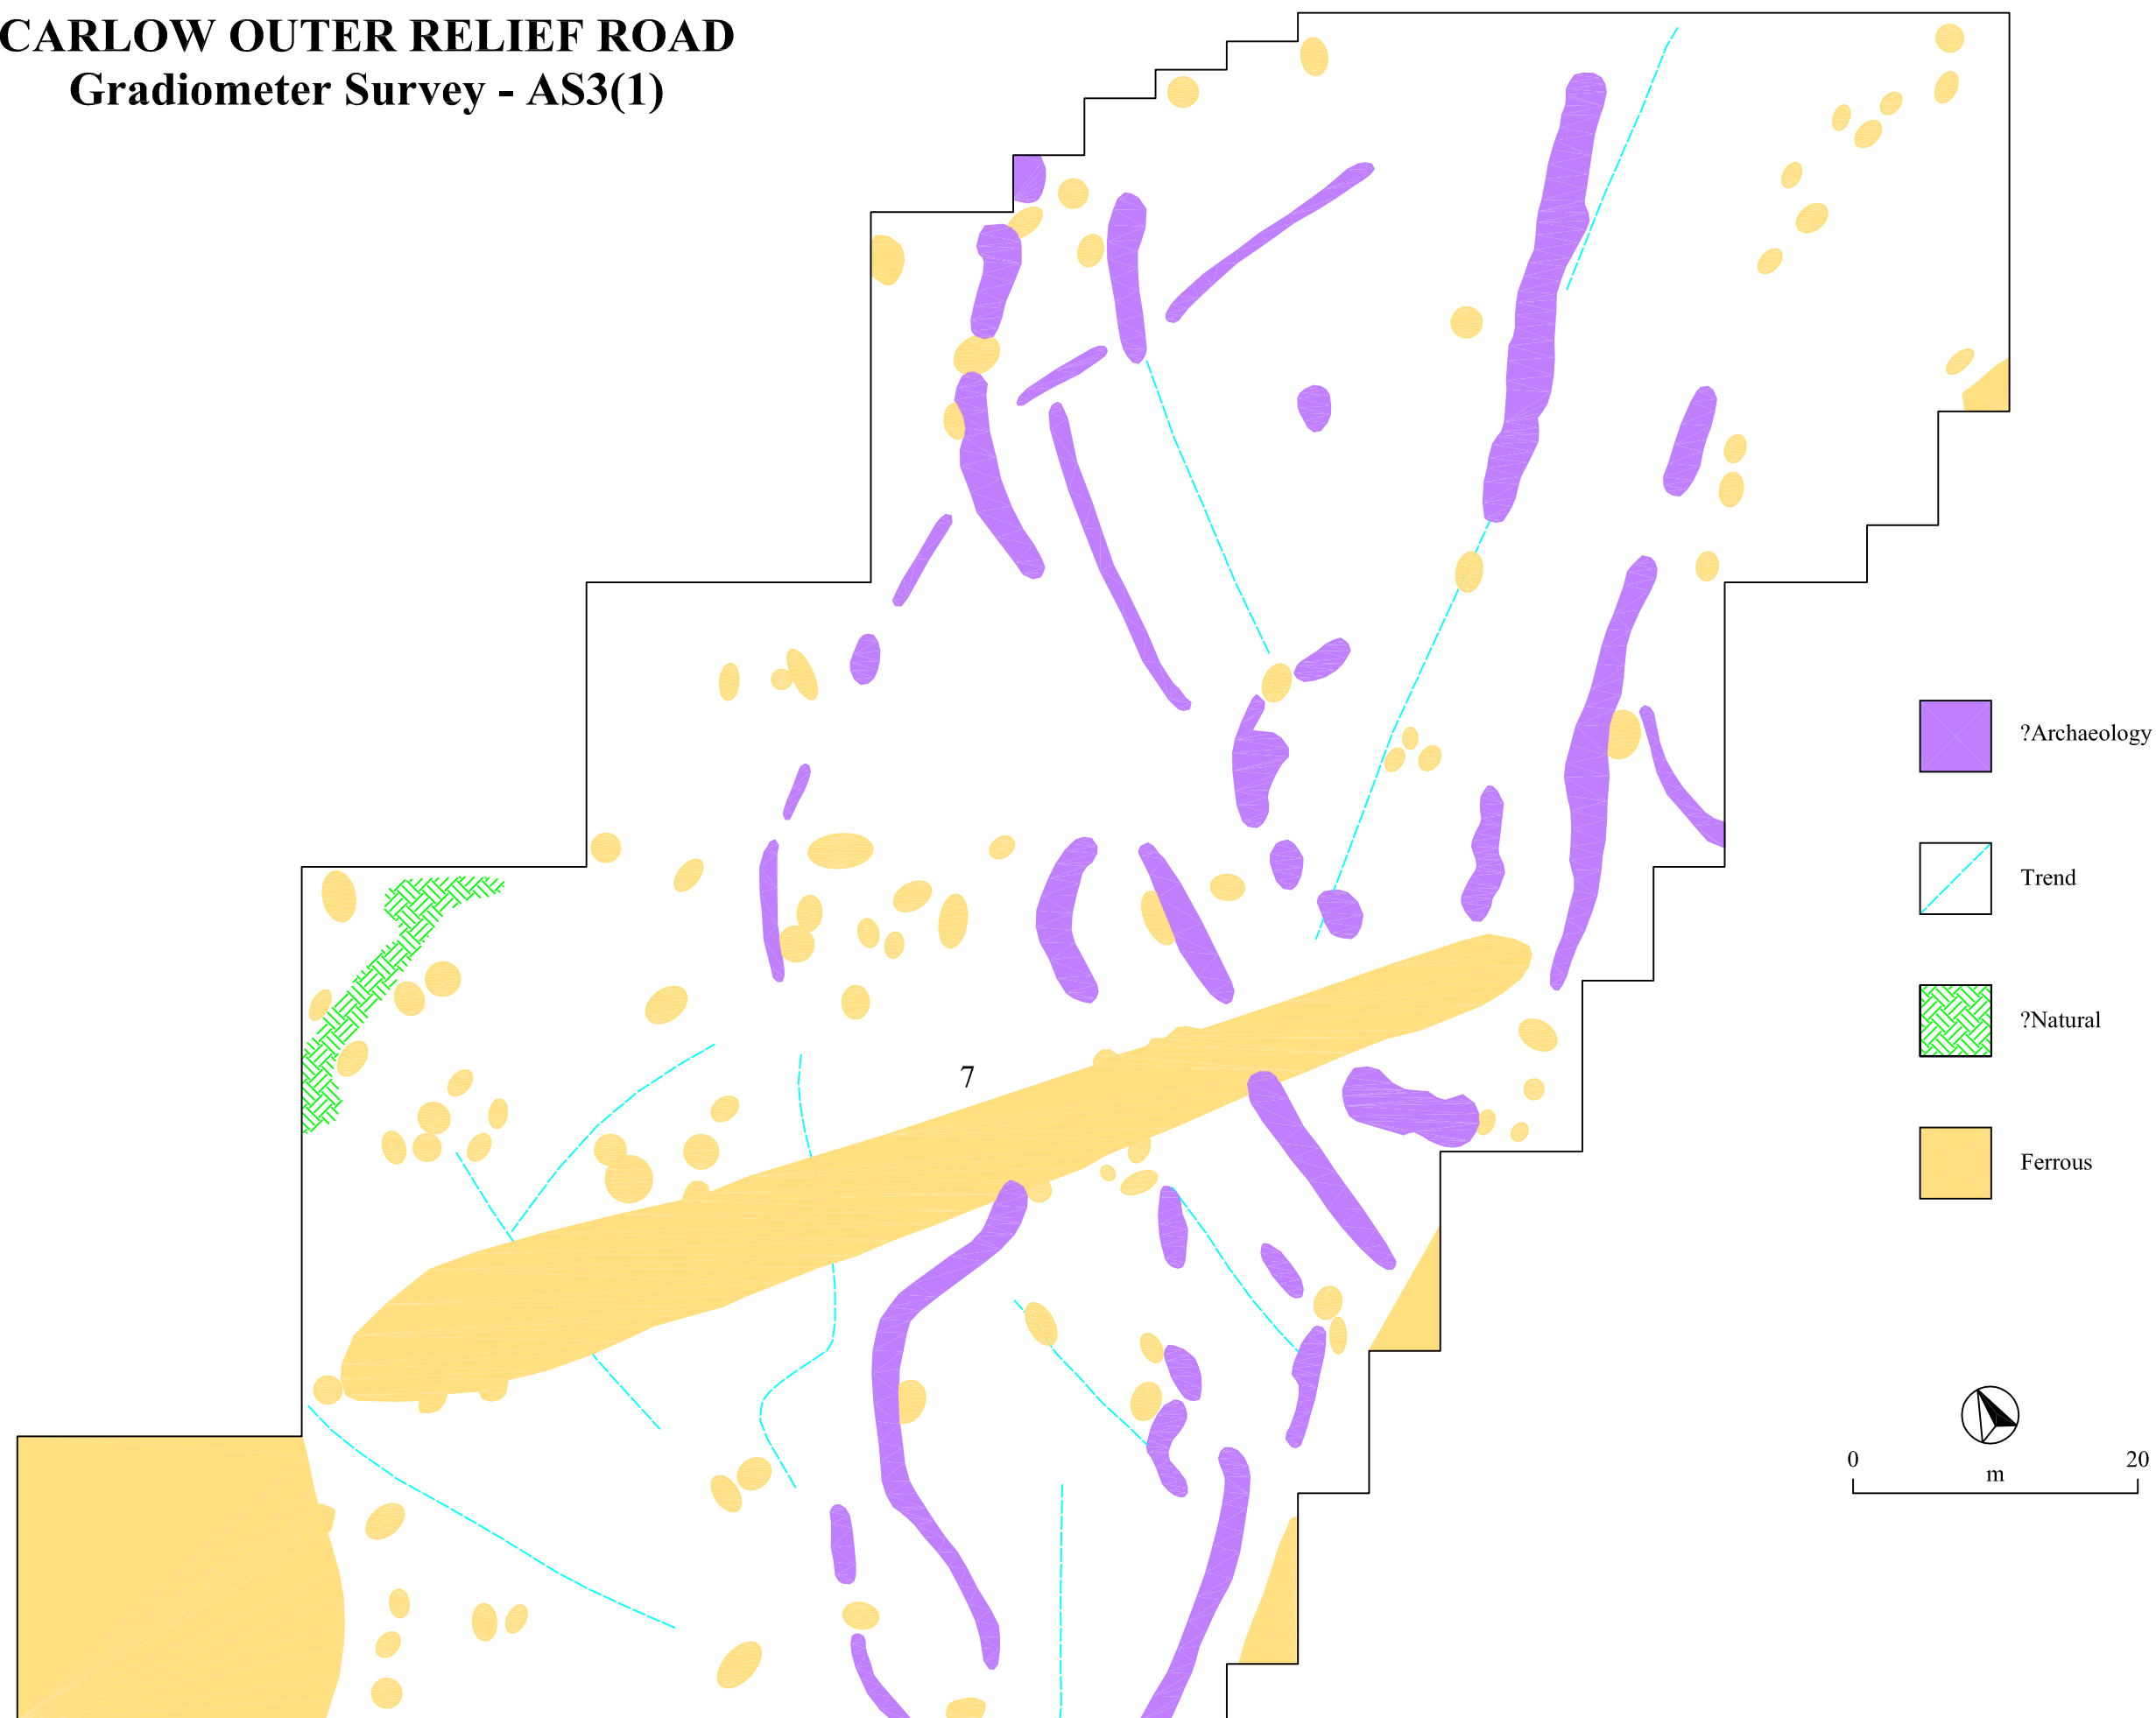 CARLOW OUTER RELIEF ROAD
Gradiometer Survey - AS3(1)
?Archaeology
Trend
?Natural
7
Ferrous
0 20
m